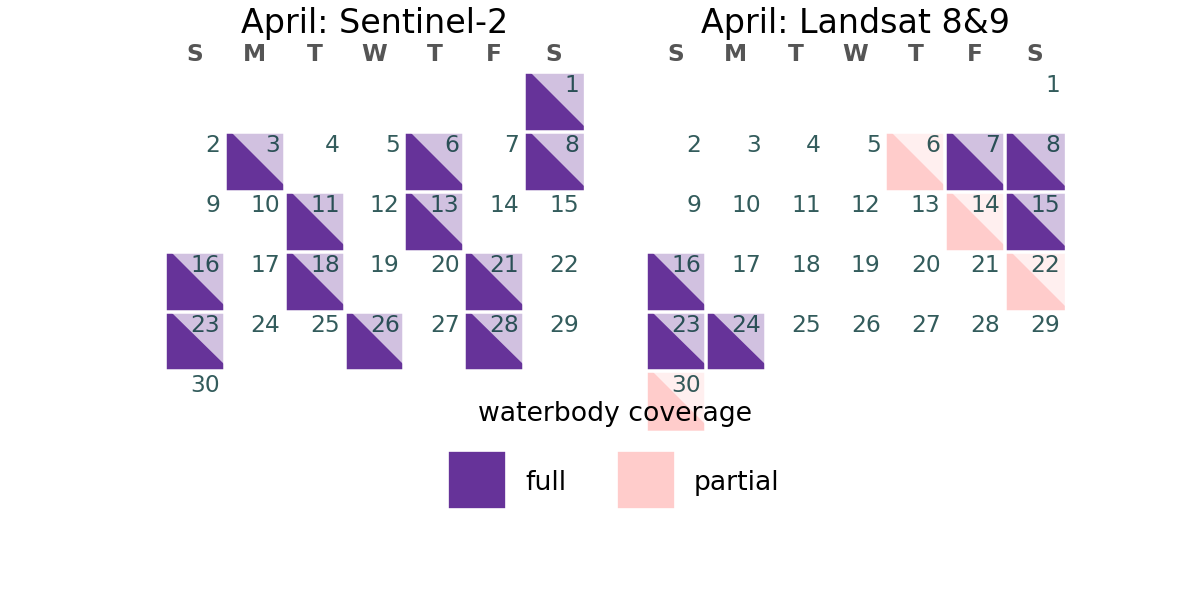 April: Sentinel-2
S M T W T F S
1
2 3 4 5 6 7 8
9 10 11 12 13 14 15
16 17 18 19 20 21 22
23 24 25 26 27 28 29
30
April: Landsat 8&9
S M T W T F S
1
2 3 4 5 6 7 8
9 10 11 12 13 14 15
16 17 18 19 20 21 22
23 24 25 26 27 28 29
30
waterbody coverage
full partial